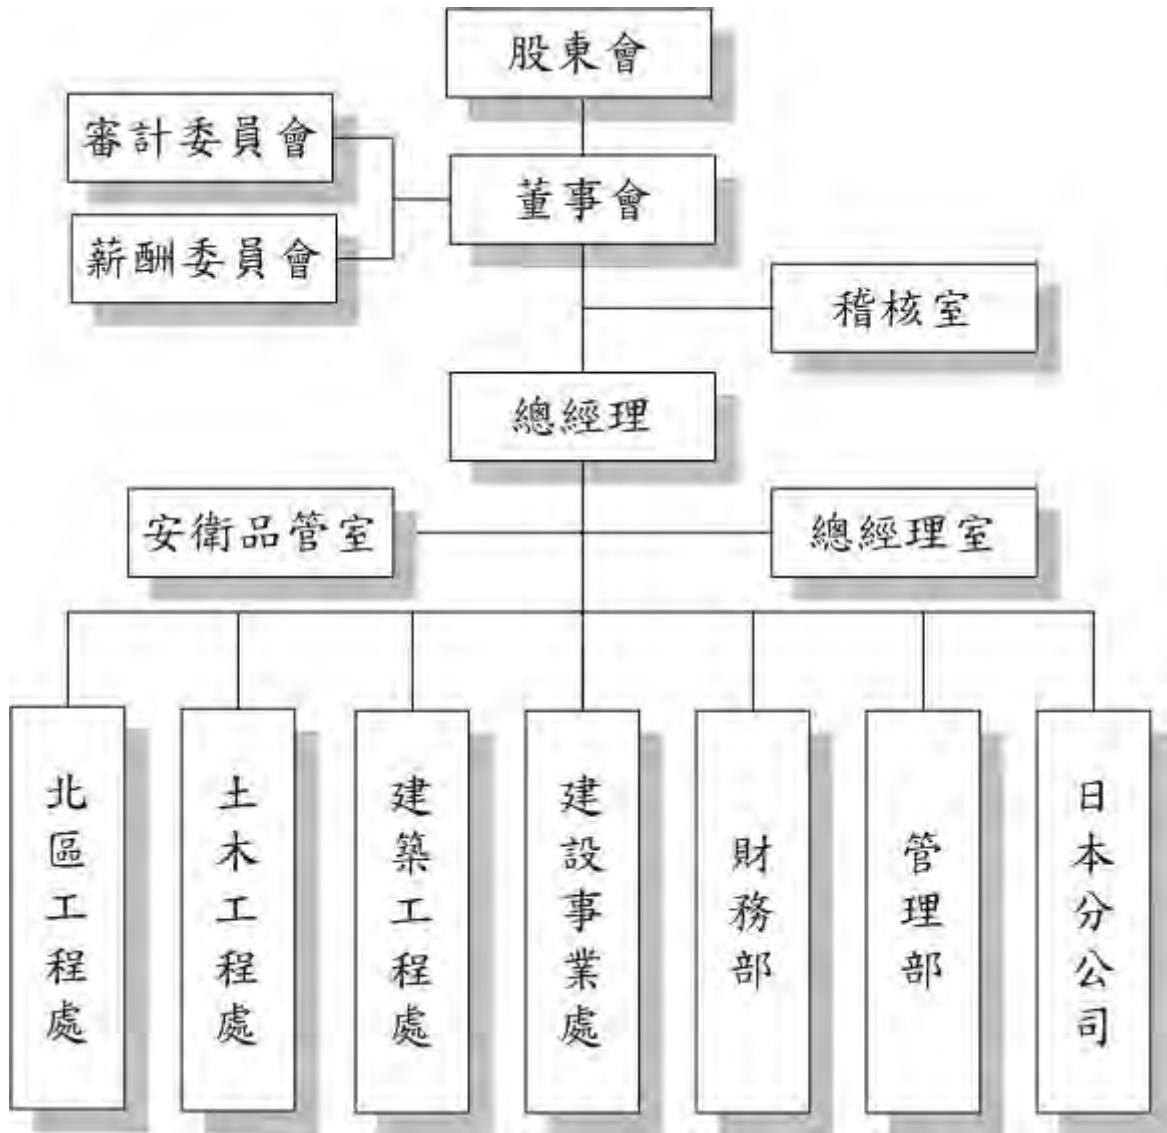 股東會
審計委員會
董事會
薪酬委員會
稽核室
總經理
安衛品管室
總經理室
北區工程處
土木工程處
建築工程處
建設事業處
財務部
管理部
日本分公司